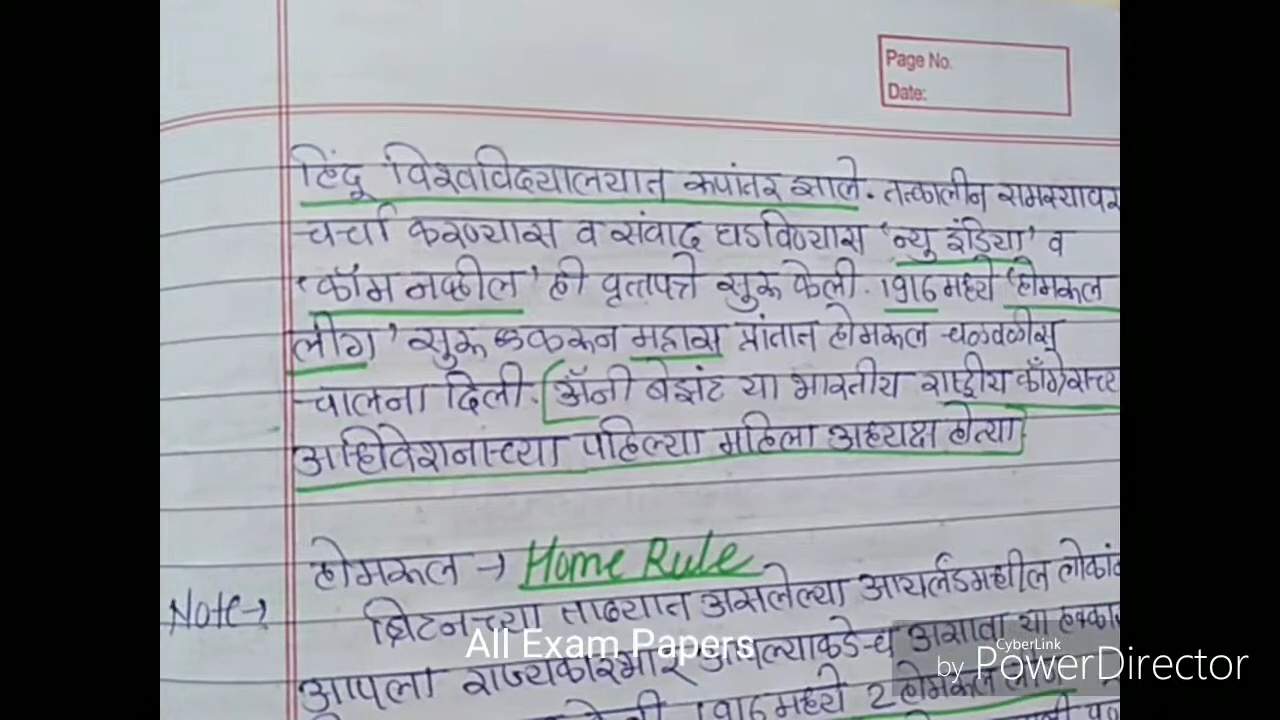 Page No.
Date:
हिंदू विश्वविद्यालयात रूपांतर झाले. तत्कालीन समस्यावर
चर्चा करण्यास व संवाद घडविण्यास 'न्यु इंडिया' व
'कॉमनव्हील' ही वृत्तपत्रे सुरू केली. 1916 मध्ये 'होमरूल
लीग' सुरू करून मद्रास प्रांतात होमरूल चळवळीस
चालना दिली. ॲनी बेझंट या भारतीय राष्ट्रीय काँग्रेसच्य
अधिवेशनाच्या पहिल्या महिला अध्यक्ष होत्या
होमरूल → Home Rule
Note → ब्रिटनच्या ताब्यात असलेल्या आयर्लंडमधील
All Exam Papers
आपला राज्यकारभार आपल्याकडेच असावा या
CyberLink
by PowerDirector
1916 मध्ये 2 होमरूल लीग